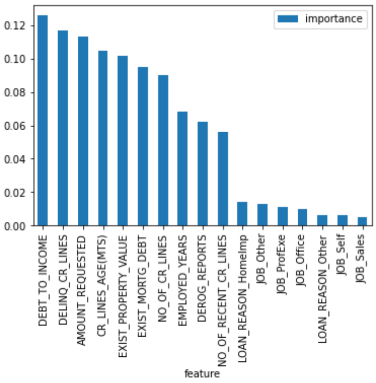 importance
0.12
0.10
0.08
0.06
0.04
0.02
0.00
DEBT_TO_INCOME
DELINQ_CR_LINES
AMOUNT_REQUESTED
CR_LINES_AGE(MTS)
EXIST_PROPERTY_VALUE
EXIST_MORTG_DEBT
NO_OF_CR_LINES
EMPLOYED_YEARS
DEROG_REPORTS
NO_OF_RECENT_CR_LINES
LOAN_REASON_HomeImp
JOB_Other
JOB_ProfExe
JOB_Office
LOAN_REASON_Other
JOB_Self
JOB_Sales
feature